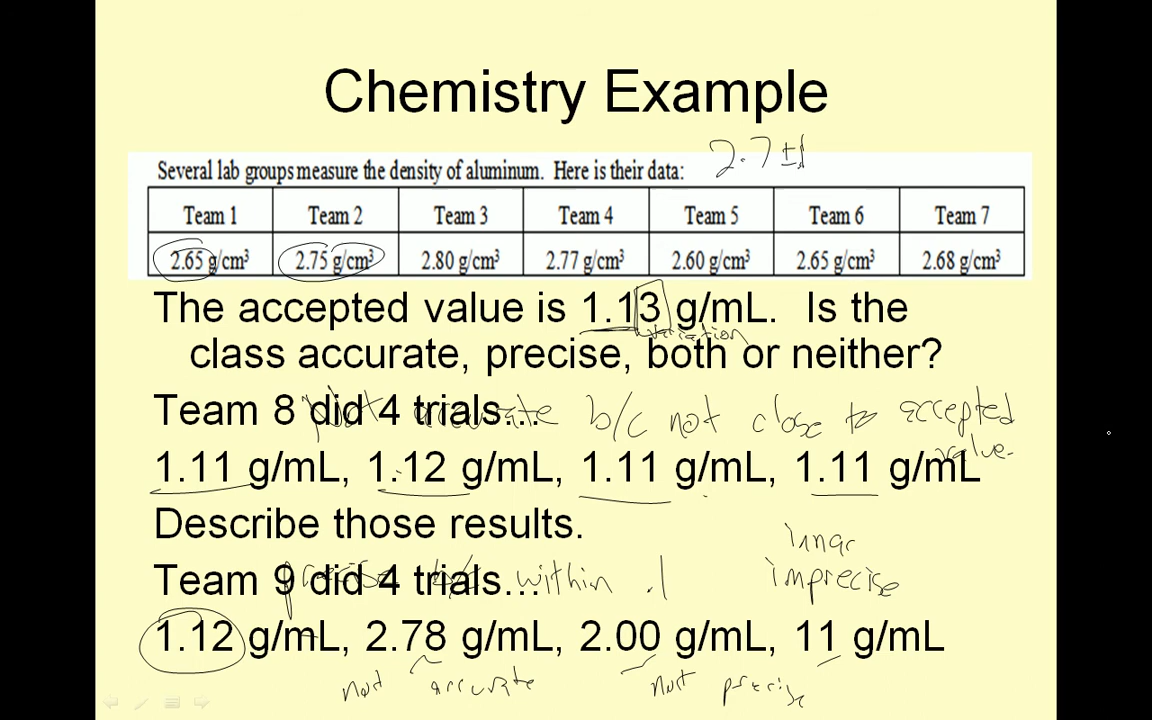 Chemistry Example
2.7 ±.1
Several lab groups measure the density of aluminum. Here is their data:
Team 1 Team 2 Team 3 Team 4 Team 5 Team 6 Team 7
2.65 g/cm³ 2.75 g/cm³ 2.80 g/cm³ 2.77 g/cm³ 2.60 g/cm³ 2.65 g/cm³ 2.68 g/cm³
The accepted value is 1.13 g/mL. Is the
variation
class accurate, precise, both or neither?
Team 8 did 4 trials...
Not accurate b/c not close to accepted
value.
1.11 g/mL, 1.12 g/mL, 1.11 g/mL, 1.11 g/mL
Describe those results.
inac
Team 9 did 4 trials...
precise b/c within .1
imprecise
1.12 g/mL, 2.78 g/mL, 2.00 g/mL, 11 g/mL
not accurate not precise